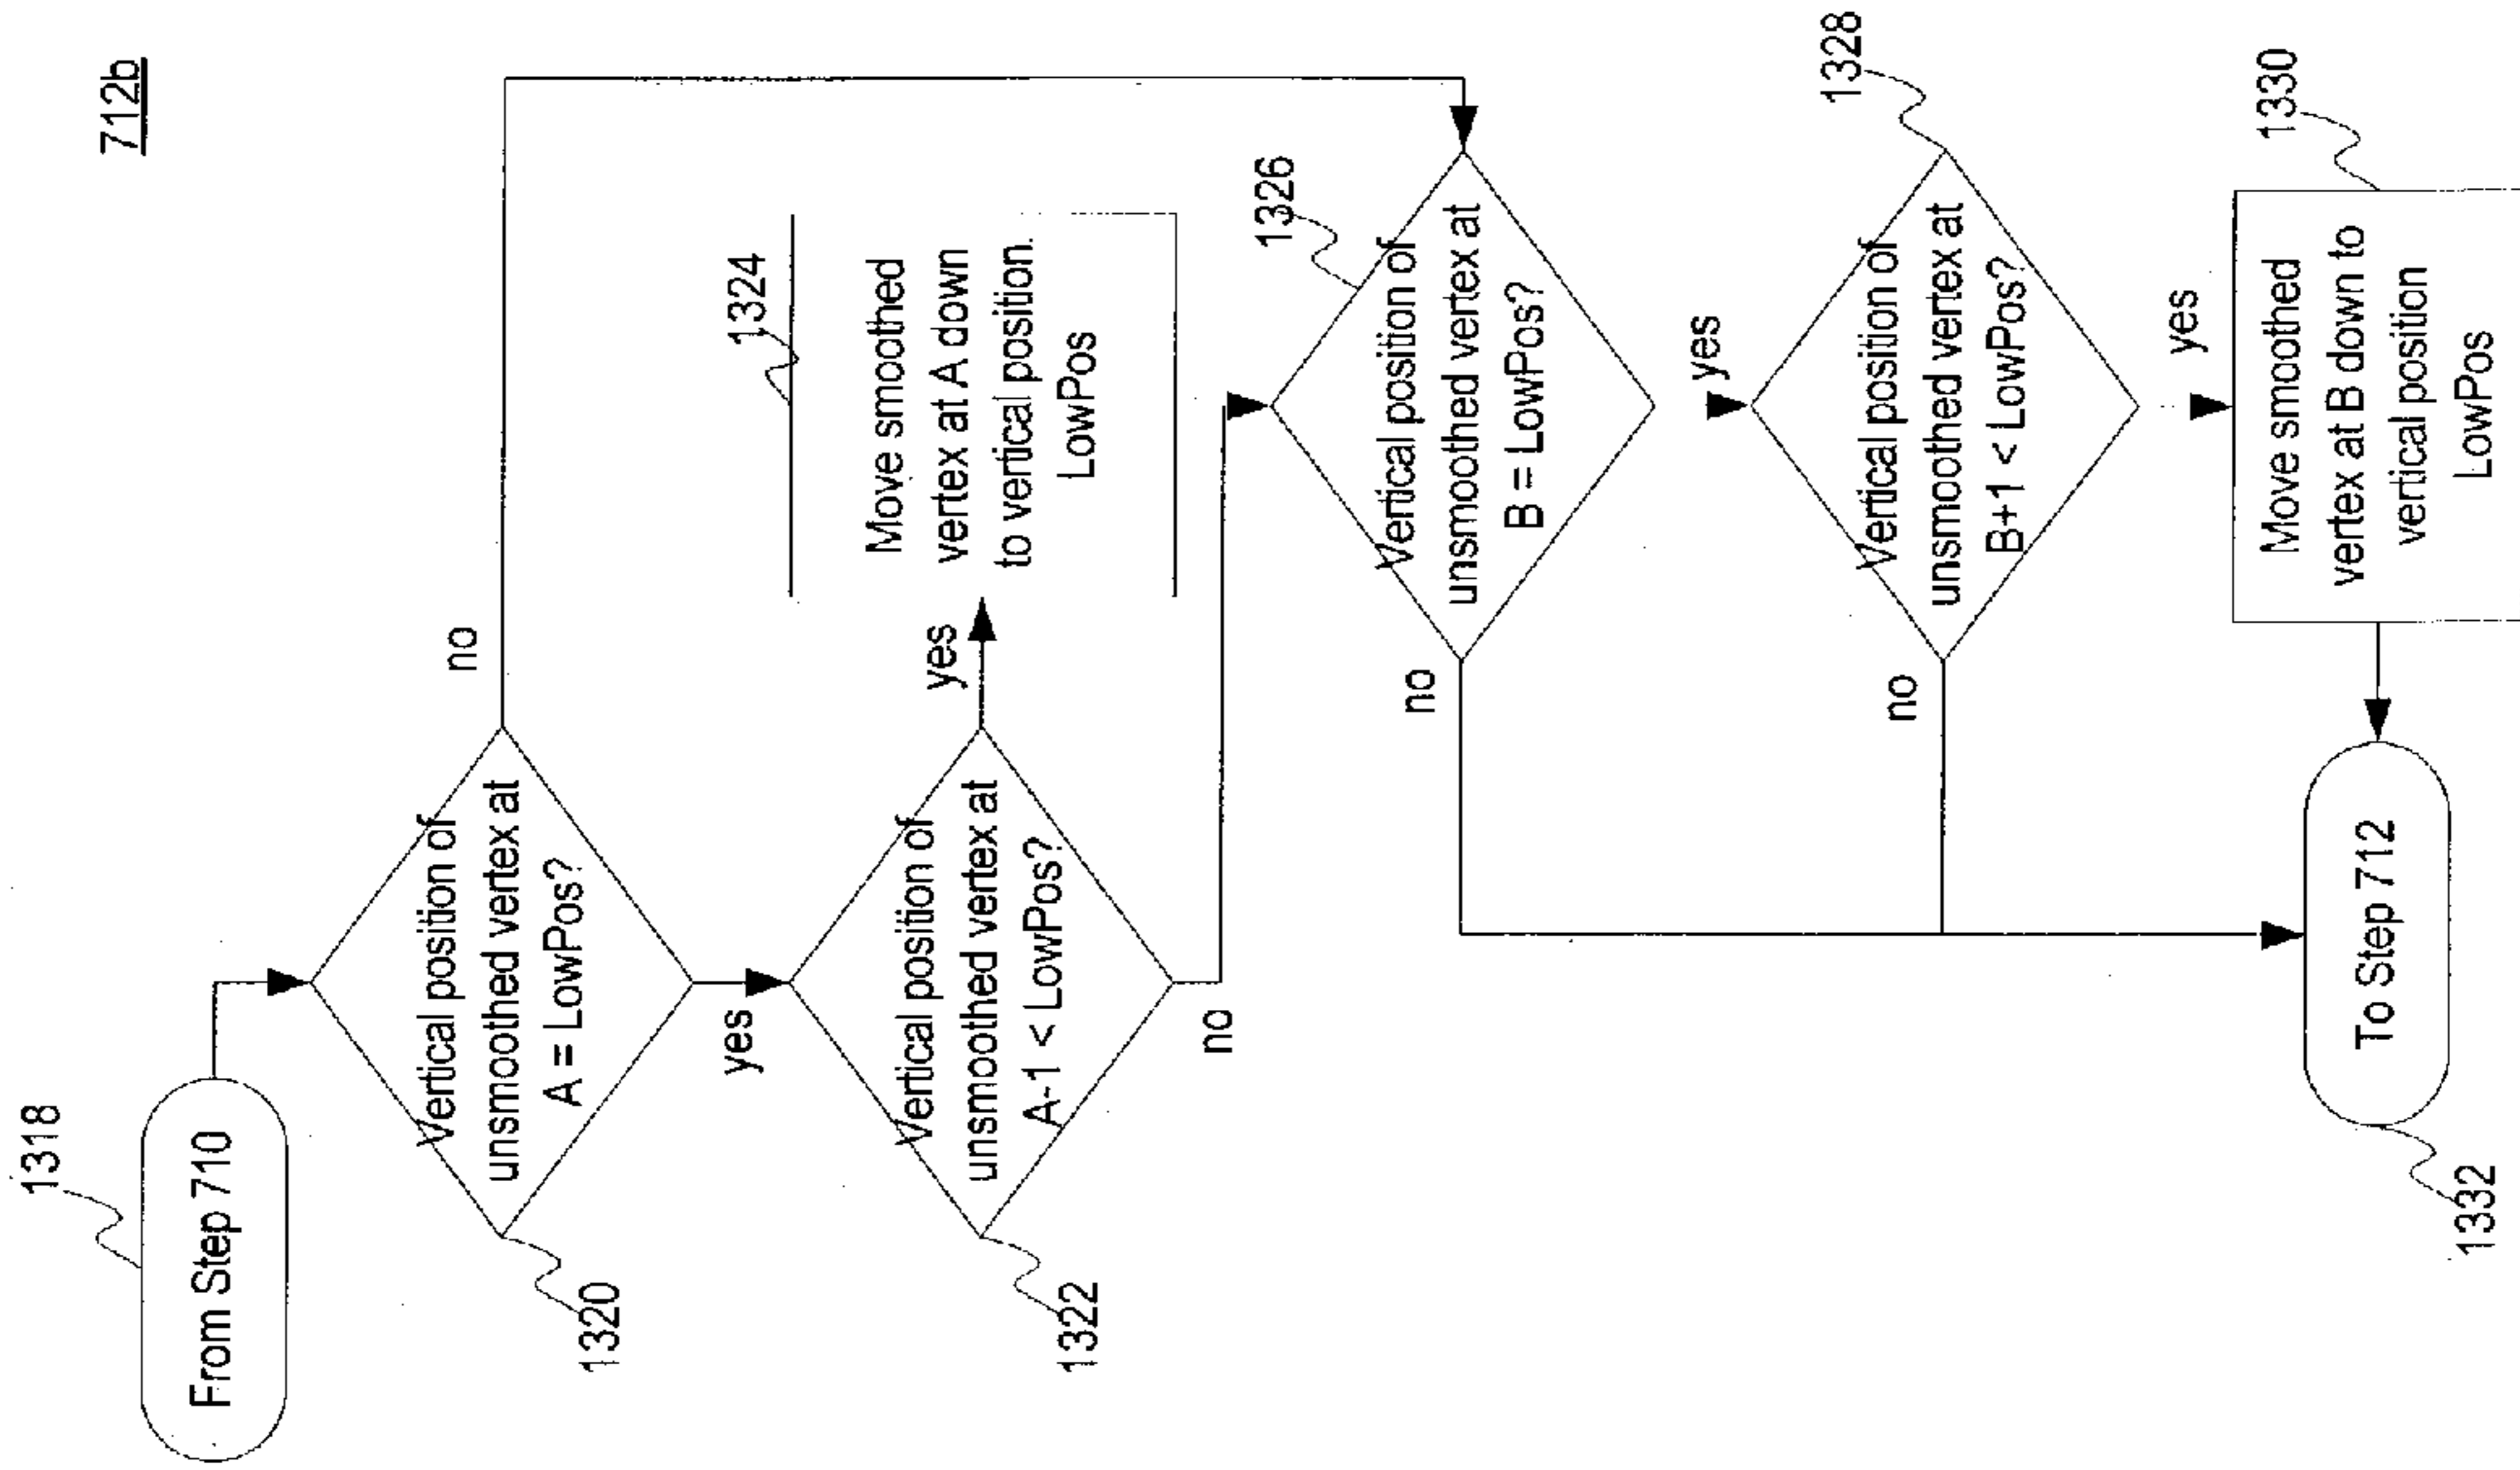 712b
1318
From Step 710
Vertical position of
unsmoothed vertex at
A = LowPos?
1320
no
yes
Vertical position of
unsmoothed vertex at
A-1 < LowPos?
1322
yes
no
1324
Move smoothed
vertex at A down
to vertical position.
LowPos
1326
Vertical position of
unsmoothed vertex at
B = LowPos?
no
yes
1328
Vertical position of
unsmoothed vertex at
B+1 < LowPos?
no
yes
1330
Move smoothed
vertex at B down to
vertical position
LowPos
To Step 712
1332